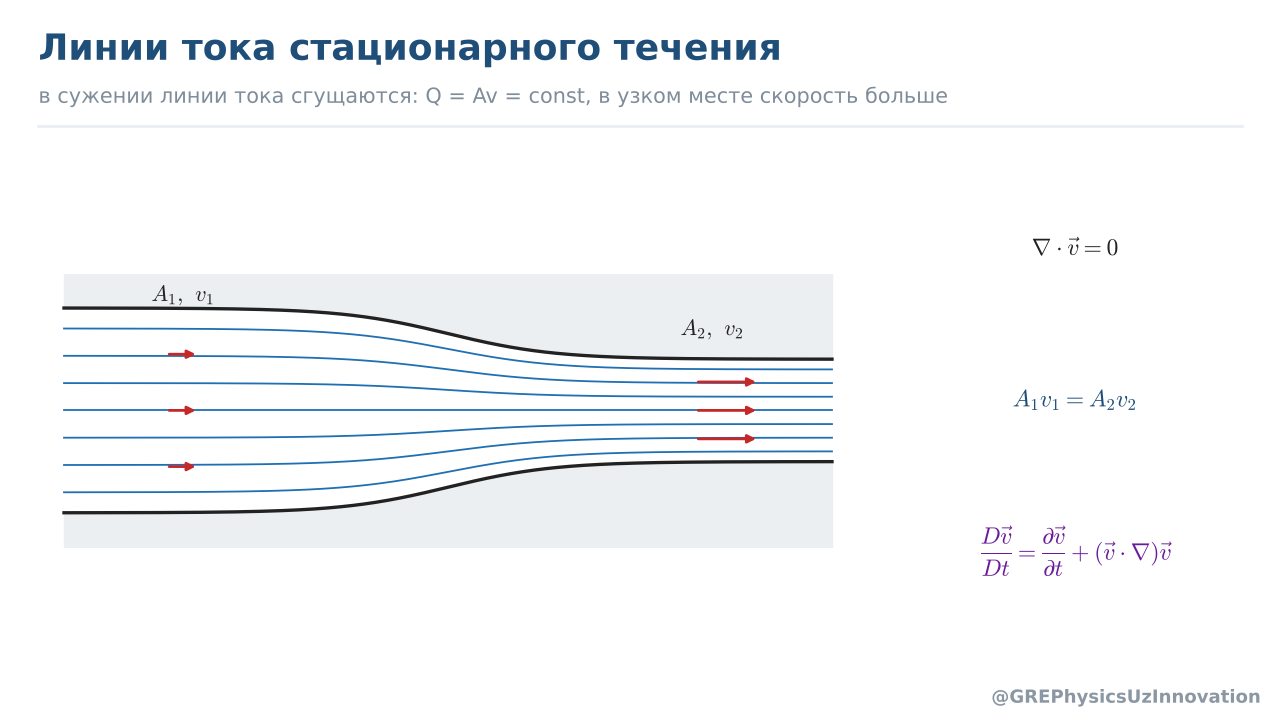 Линии тока стационарного течения
в сужении линии тока сгущаются: Q = Av = const, в узком месте скорость больше
∇ · v⃗ = 0
A₁, v₁
A₂, v₂
A₁v₁ = A₂v₂
Dv⃗/Dt = ∂v⃗/∂t + (v⃗ · ∇)v⃗
@GREPhysicsUzInnovation